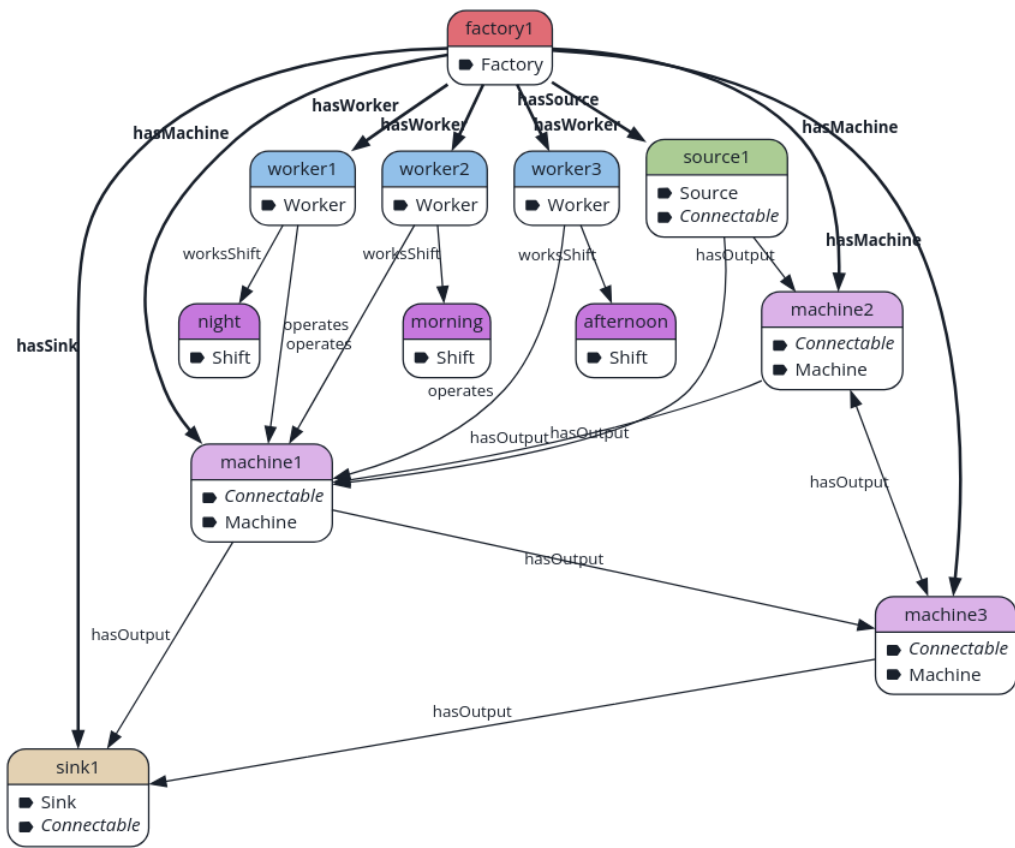 factory1
Factory
hasWorker
hasSource
hasWorker
hasWorker
hasMachine
hasMachine
worker1
Worker
worker2
Worker
worker3
Worker
source1
Source
Connectable
hasMachine
worksShift
worksShift
worksShift
hasOutput
night
Shift
morning
Shift
afternoon
Shift
machine2
Connectable
Machine
operates
operates
hasSink
operates
hasOutput
hasOutput
machine1
Connectable
Machine
hasOutput
hasOutput
machine3
Connectable
Machine
hasOutput
hasOutput
sink1
Sink
Connectable